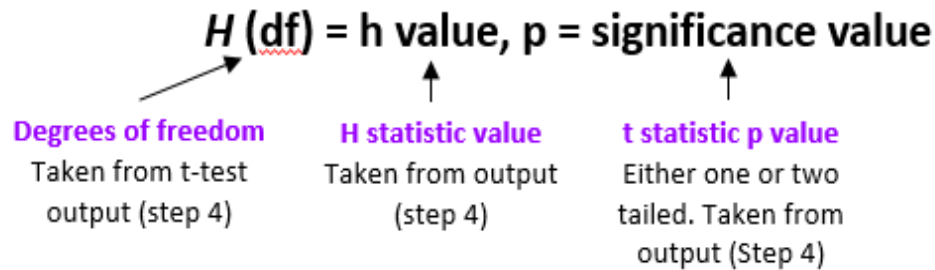 H (df) = h value, p = significance value
Degrees of freedom
Taken from t-test
output (step 4)
H statistic value
Taken from output
(step 4)
t statistic p value
Either one or two
tailed. Taken from
output (Step 4)